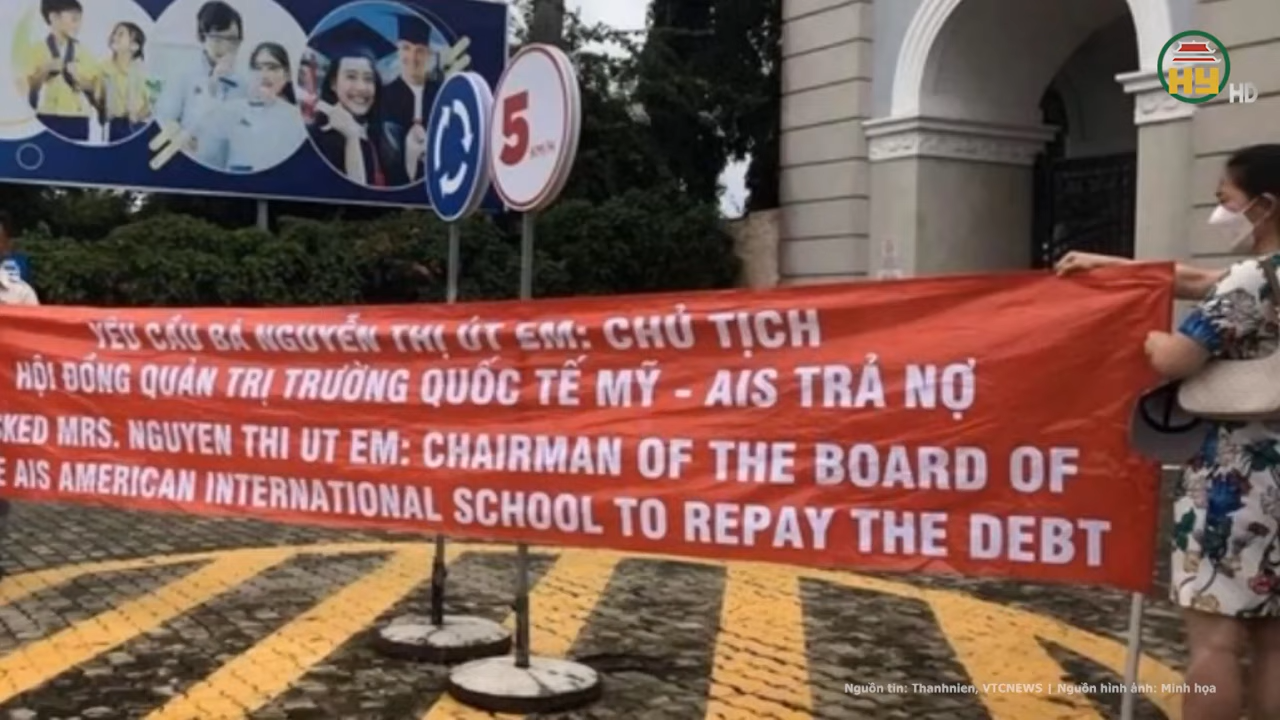 HY HD
5
YÊU CẦU BÀ NGUYỄN THỊ ÚT EM: CHỦ TỊCH
HỘI ĐỒNG QUẢN TRỊ TRƯỜNG QUỐC TẾ MỸ - AIS TRẢ NỢ
MRS. NGUYEN THI UT EM: CHAIRMAN OF THE BOARD OF
AIS AMERICAN INTERNATIONAL SCHOOL TO REPAY THE DEBT
Nguồn tin: Thanhnien, VTCNEWS | Nguồn hình ảnh: Minh họa